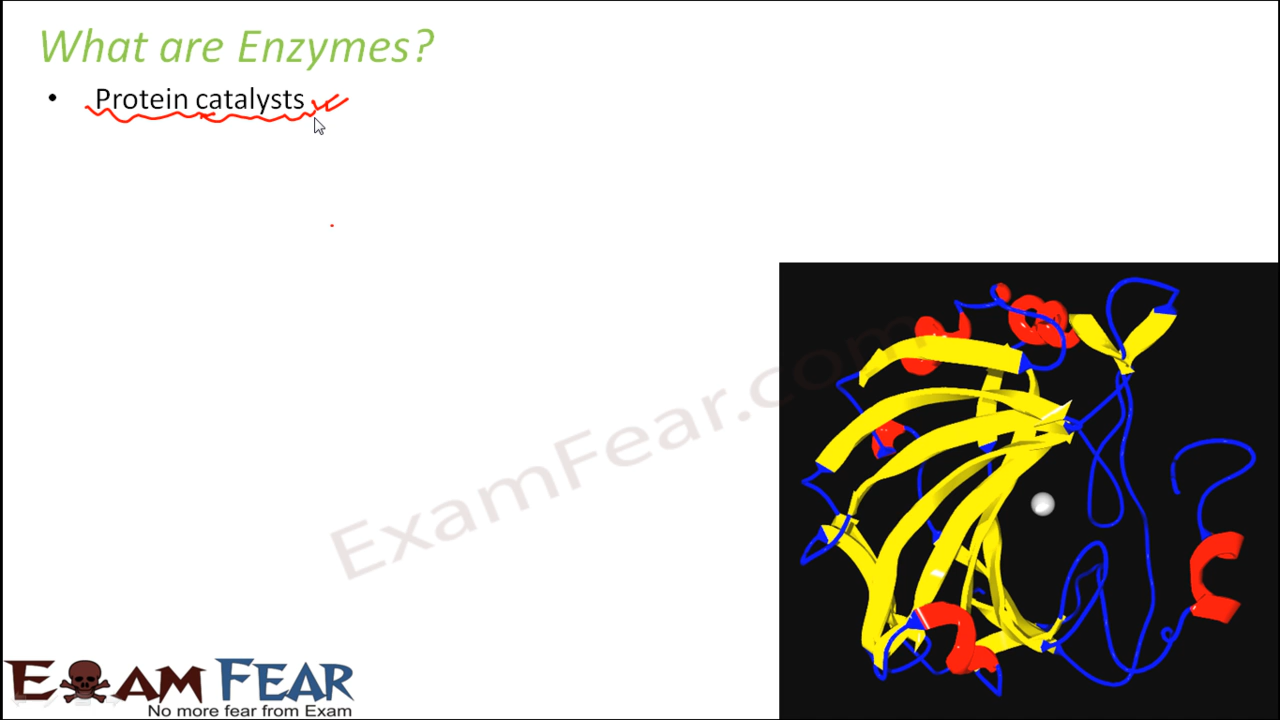 What are Enzymes?
• Protein catalysts
ExamFear.com
EXAM FEAR
No more fear from Exam